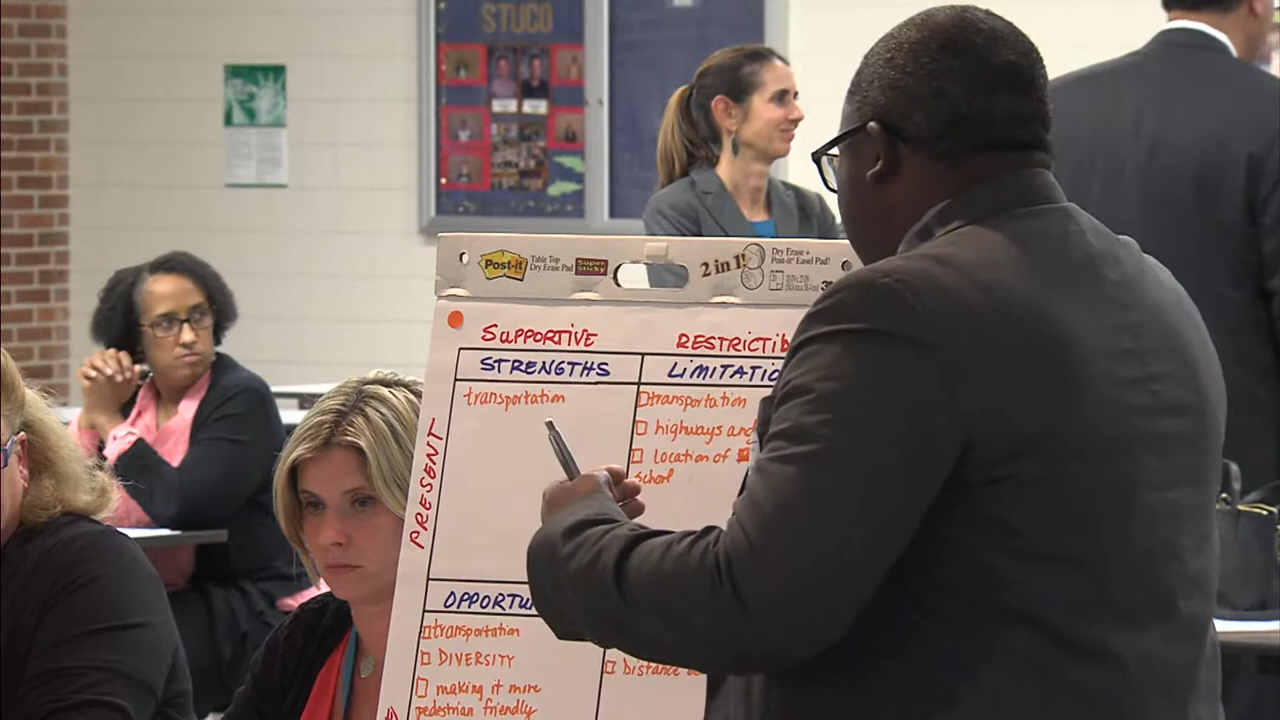 STUCO
Post-it
Table Top
Dry Erase Pad
Super
Sticky
2 in 1!
Dry Erase +
Post-it Easel Pad!
SUPPORTIVE
RESTRICTIB
STRENGTHS
LIMITATIO
transportation
transportation
highways and
location of
school
PRESENT
OPPORTU
transportation
DIVERSITY
making it more
pedestrian friendly
Distance